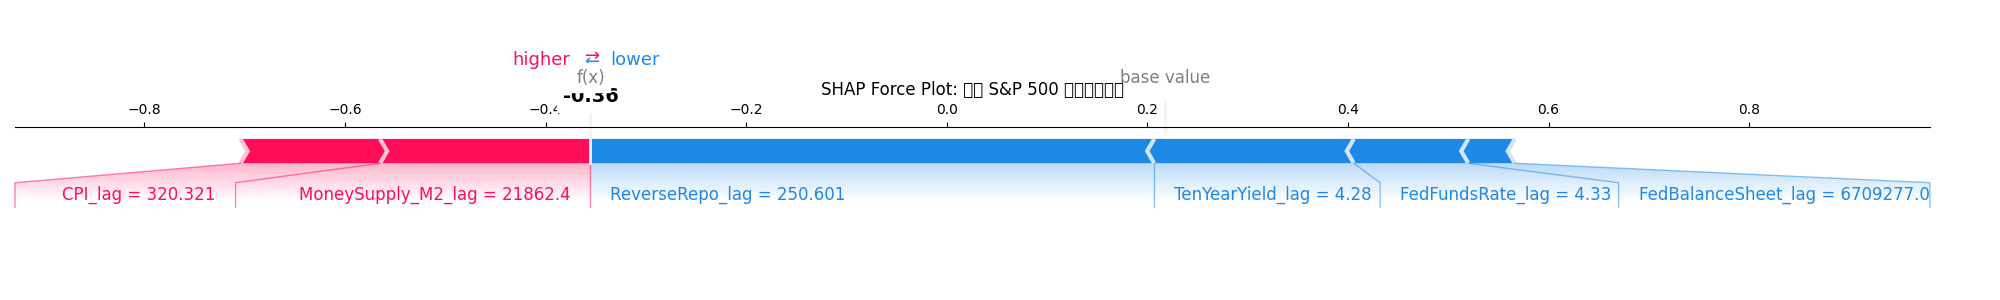 higher ⇄ lower
f(x)
base value
SHAP Force Plot: S&P 500
-0.36
−0.8 −0.6 −0.4 −0.2 0.0 0.2 0.4 0.6 0.8
CPI_lag = 320.321 MoneySupply_M2_lag = 21862.4 ReverseRepo_lag = 250.601 TenYearYield_lag = 4.28 FedFundsRate_lag = 4.33 FedBalanceSheet_lag = 6709277.0